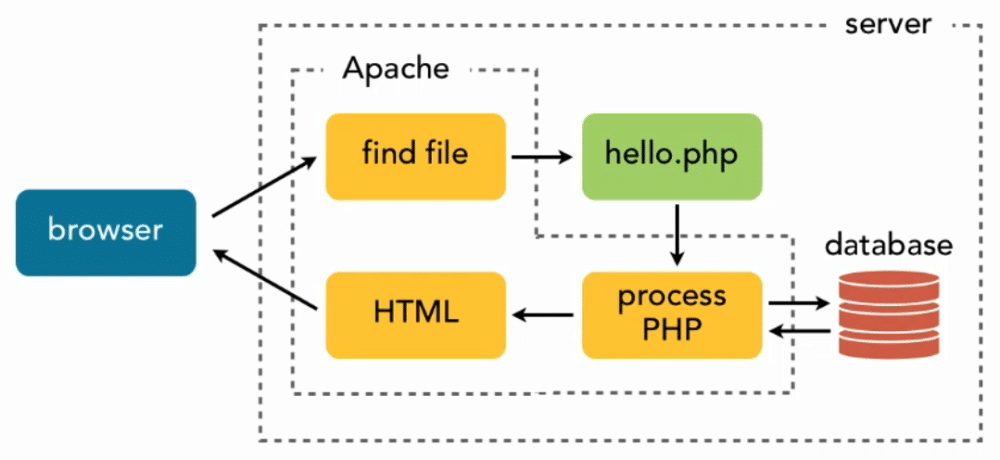 server
Apache
find file
hello.php
browser
database
HTML
process
PHP